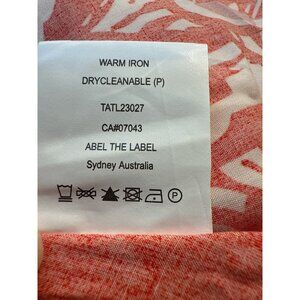 WARM IRON
DRYCLEANABLE (P)
TATL23027
CA#07043
ABEL THE LABEL
Sydney Australia
P